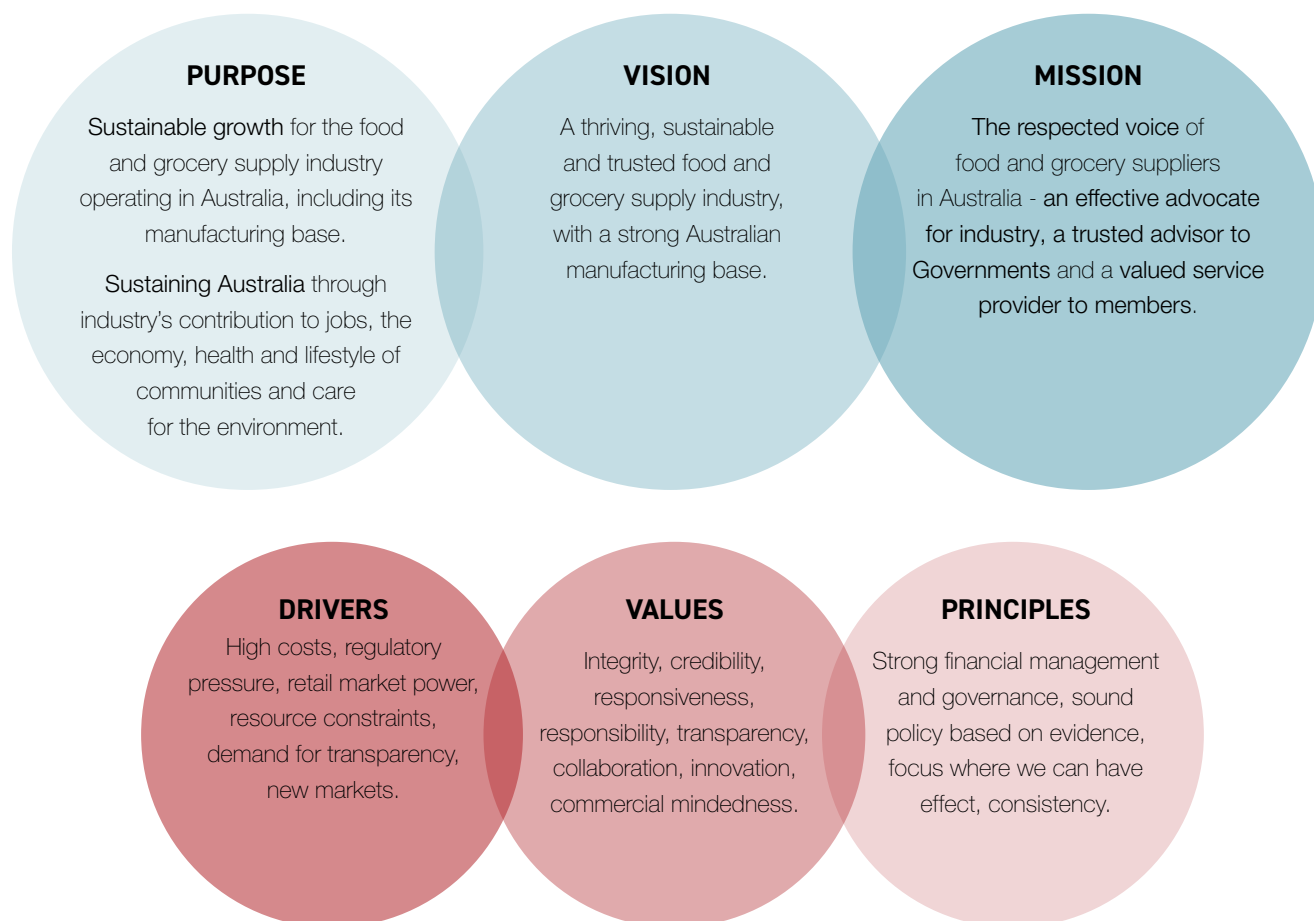 PURPOSE
Sustainable growth for the food
and grocery supply industry
operating in Australia, including its
manufacturing base.
Sustaining Australia through
industry's contribution to jobs, the
economy, health and lifestyle of
communities and care
for the environment.
VISION
A thriving, sustainable
and trusted food and
grocery supply industry,
with a strong Australian
manufacturing base.
MISSION
The respected voice of
food and grocery suppliers
in Australia - an effective advocate
for industry, a trusted advisor to
Governments and a valued service
provider to members.
DRIVERS
High costs, regulatory
pressure, retail market power,
resource constraints,
demand for transparency,
new markets.
VALUES
Integrity, credibility,
responsiveness,
responsibility, transparency,
collaboration, innovation,
commercial mindedness.
PRINCIPLES
Strong financial management
and governance, sound
policy based on evidence,
focus where we can have
effect, consistency.